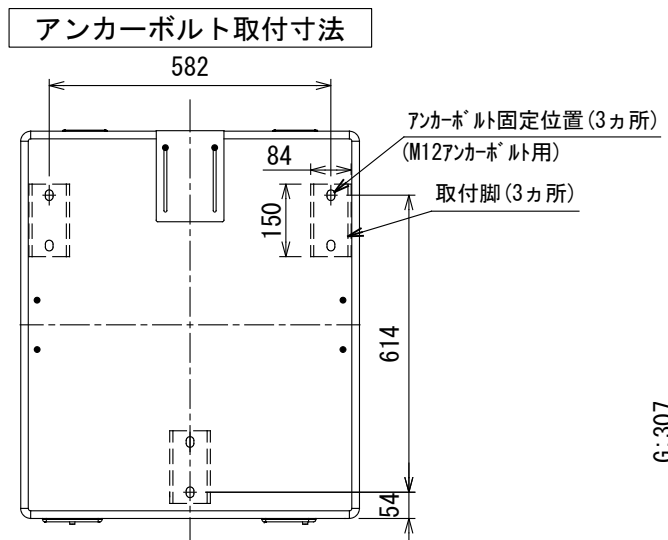 アンカーボルト取付寸法
582
アンカーボルト固定位置(3ヵ所)
(M12アンカーボルト用)
84
取付脚(3ヵ所)
150
614
G:307
54